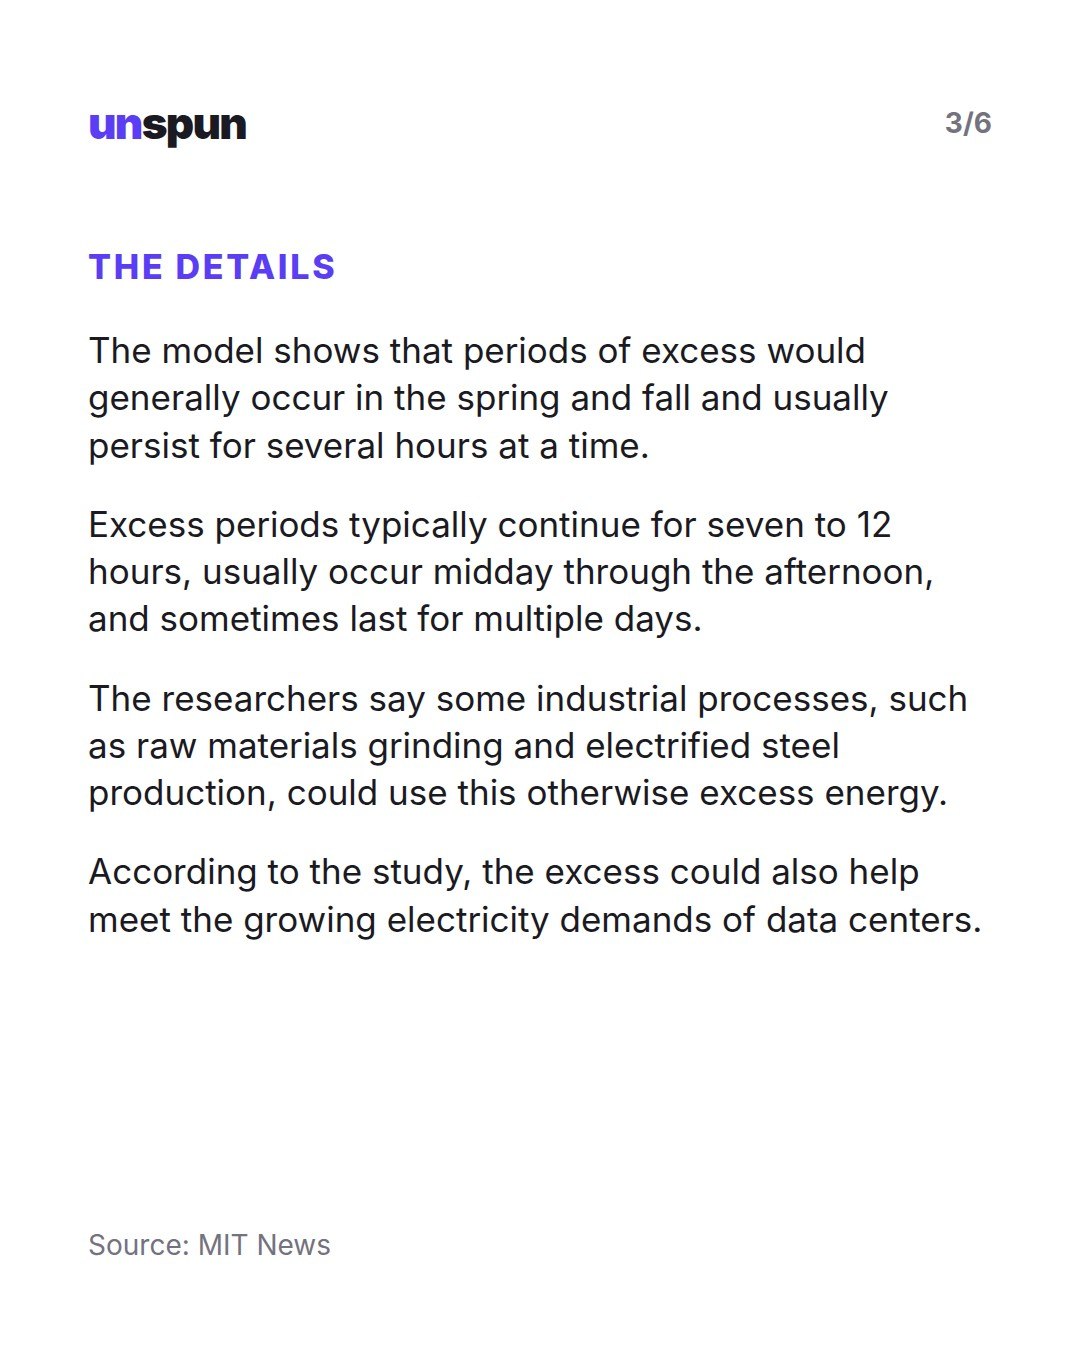 unspun
3/6
THE DETAILS
The model shows that periods of excess would
generally occur in the spring and fall and usually
persist for several hours at a time.
Excess periods typically continue for seven to 12
hours, usually occur midday through the afternoon,
and sometimes last for multiple days.
The researchers say some industrial processes, such
as raw materials grinding and electrified steel
production, could use this otherwise excess energy.
According to the study, the excess could also help
meet the growing electricity demands of data centers.
Source: MIT News